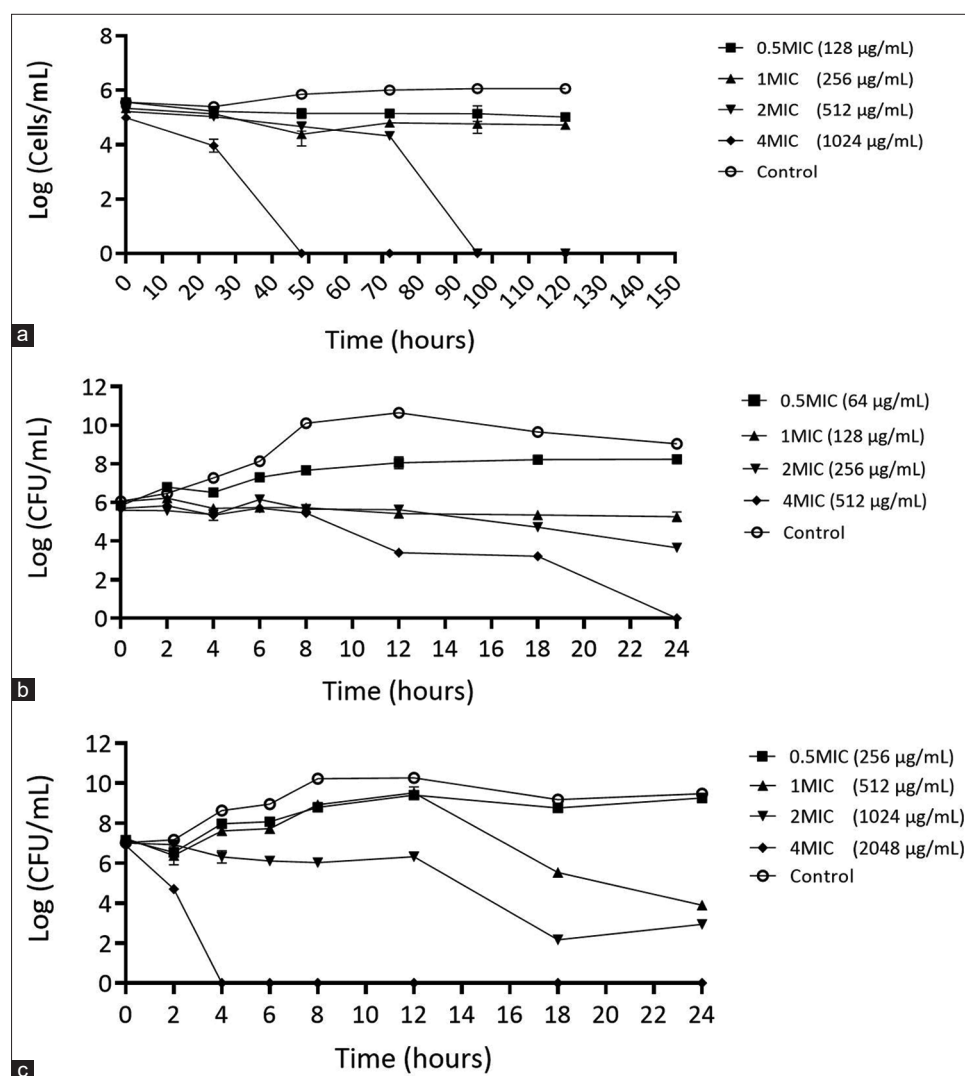 8
6
4
2
0
Log (Cells/mL)
0 10 20 30 40 50 60 70 80 90 100 110 120 130 140 150
Time (hours)
0.5MIC (128 µg/mL)
1MIC (256 µg/mL)
2MIC (512 µg/mL)
4MIC (1024 µg/mL)
Control
a
12
10
8
6
4
2
0
Log (CFU/mL)
0 2 4 6 8 10 12 14 16 18 20 22 24
Time (hours)
0.5MIC (64 µg/mL)
1MIC (128 µg/mL)
2MIC (256 µg/mL)
4MIC (512 µg/mL)
Control
b
12
10
8
6
4
2
0
Log (CFU/mL)
0 2 4 6 8 10 12 14 16 18 20 22 24
Time (hours)
0.5MIC (256 µg/mL)
1MIC (512 µg/mL)
2MIC (1024 µg/mL)
4MIC (2048 µg/mL)
Control
c